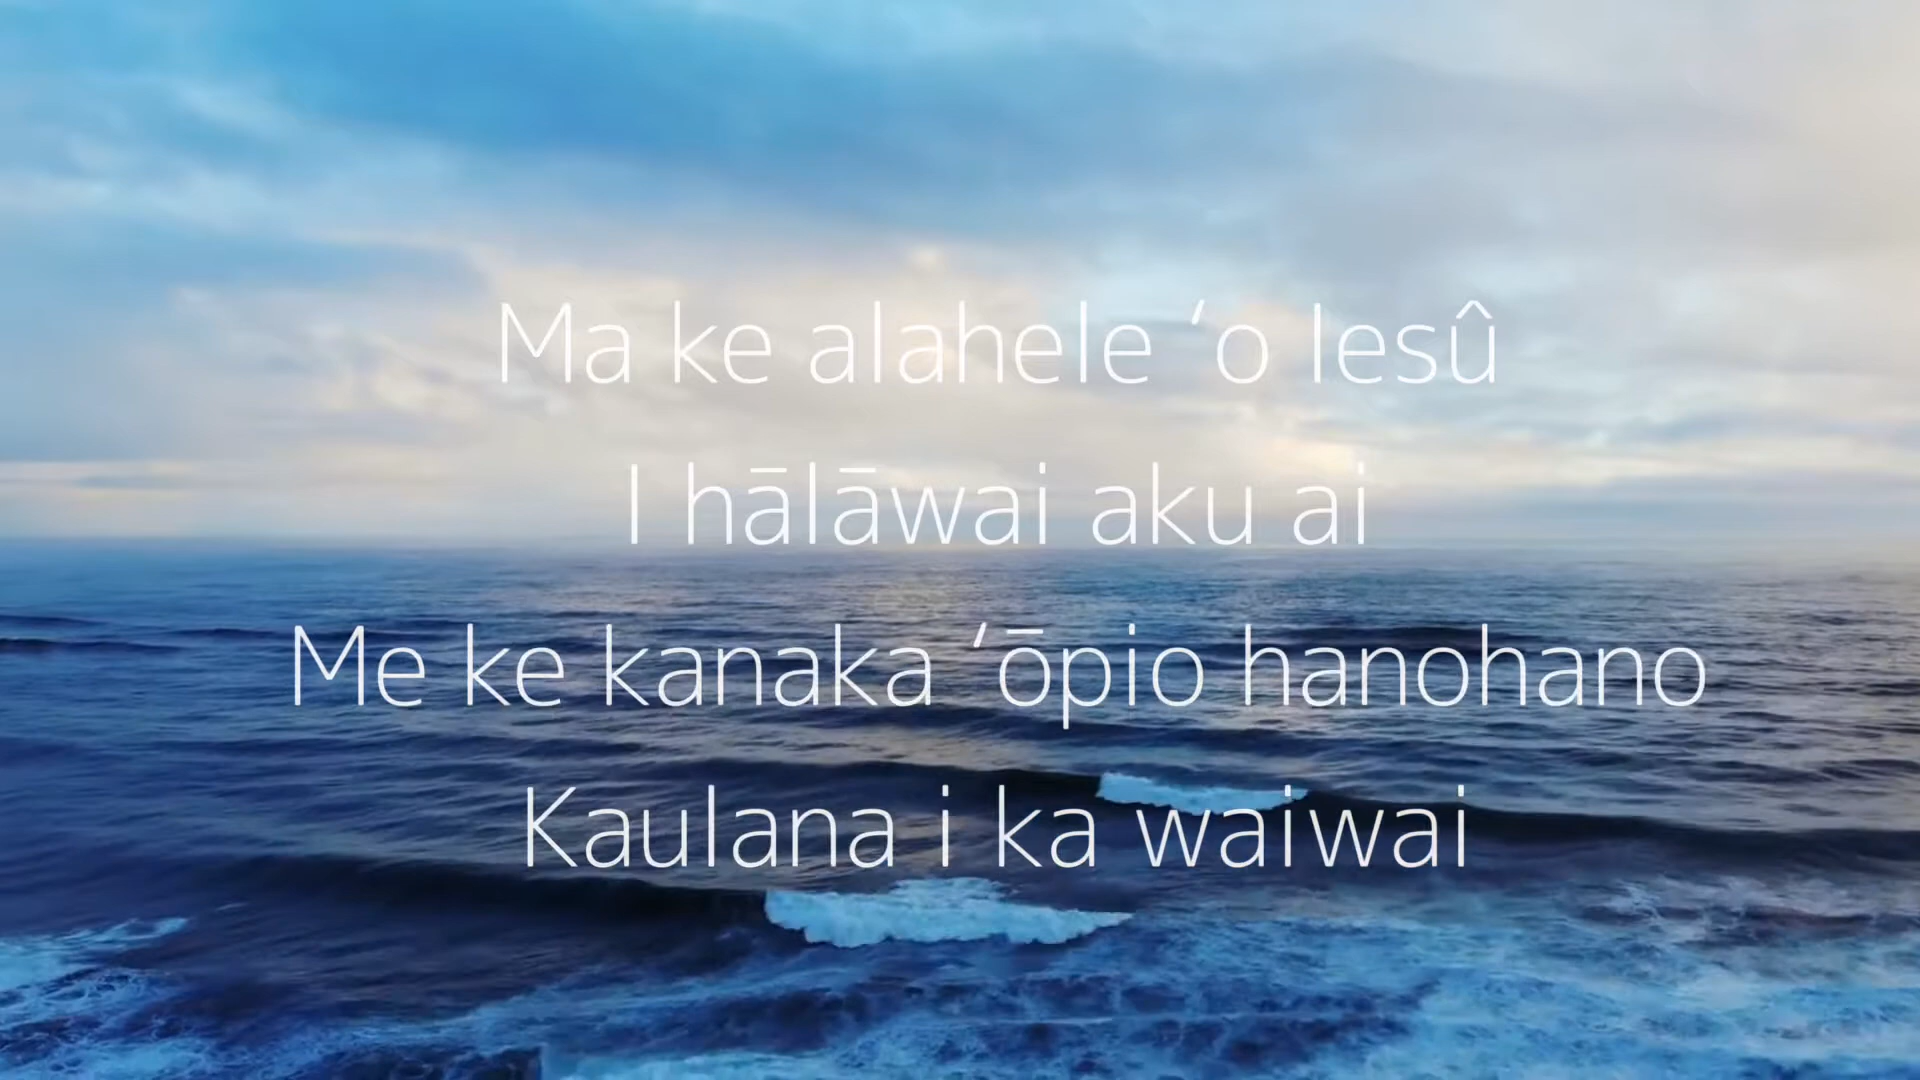 Ma ke alahele ʻo Iesû
I hālāwai aku ai
Me ke kanaka ʻōpio hanohano
Kaulana i ka waiwai